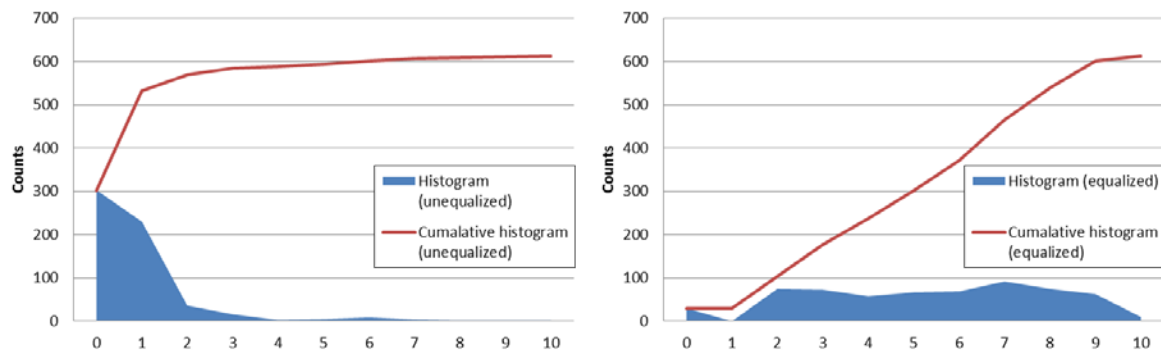 700
600
500
400
300
200
100
0
Counts
0 1 2 3 4 5 6 7 8 9 10
Histogram
(unequalized)
Cumalative histogram
(unequalized)
700
600
500
400
300
200
100
0
Counts
0 1 2 3 4 5 6 7 8 9 10
Histogram (equalized)
Cumalative histogram
(equalized)